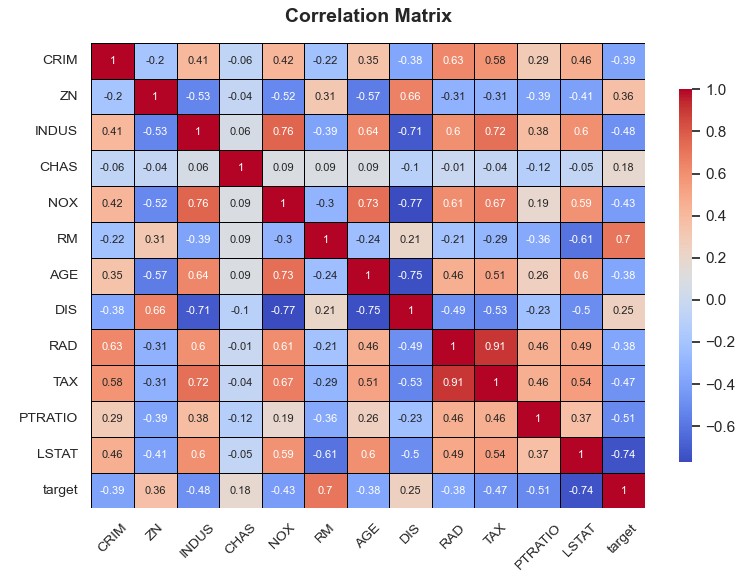 Correlation Matrix
CRIM 1 -0.2 0.41 -0.06 0.42 -0.22 0.35 -0.38 0.63 0.58 0.29 0.46 -0.39
ZN -0.2 1 -0.53 -0.04 -0.52 0.31 -0.57 0.66 -0.31 -0.31 -0.39 -0.41 0.36
INDUS 0.41 -0.53 1 0.06 0.76 -0.39 0.64 -0.71 0.6 0.72 0.38 0.6 -0.48
CHAS -0.06 -0.04 0.06 1 0.09 0.09 0.09 -0.1 -0.01 -0.04 -0.12 -0.05 0.18
NOX 0.42 -0.52 0.76 0.09 1 -0.3 0.73 -0.77 0.61 0.67 0.19 0.59 -0.43
RM -0.22 0.31 -0.39 0.09 -0.3 1 -0.24 0.21 -0.21 -0.29 -0.36 -0.61 0.7
AGE 0.35 -0.57 0.64 0.09 0.73 -0.24 1 -0.75 0.46 0.51 0.26 0.6 -0.38
DIS -0.38 0.66 -0.71 -0.1 -0.77 0.21 -0.75 1 -0.49 -0.53 -0.23 -0.5 0.25
RAD 0.63 -0.31 0.6 -0.01 0.61 -0.21 0.46 -0.49 1 0.91 0.46 0.49 -0.38
TAX 0.58 -0.31 0.72 -0.04 0.67 -0.29 0.51 -0.53 0.91 1 0.46 0.54 -0.47
PTRATIO 0.29 -0.39 0.38 -0.12 0.19 -0.36 0.26 -0.23 0.46 0.46 1 0.37 -0.51
LSTAT 0.46 -0.41 0.6 -0.05 0.59 -0.61 0.6 -0.5 0.49 0.54 0.37 1 -0.74
target -0.39 0.36 -0.48 0.18 -0.43 0.7 -0.38 0.25 -0.38 -0.47 -0.51 -0.74 1
CRIM ZN INDUS CHAS NOX RM AGE DIS RAD TAX PTRATIO LSTAT target
1.0
0.8
0.6
0.4
0.2
0.0
−0.2
−0.4
−0.6